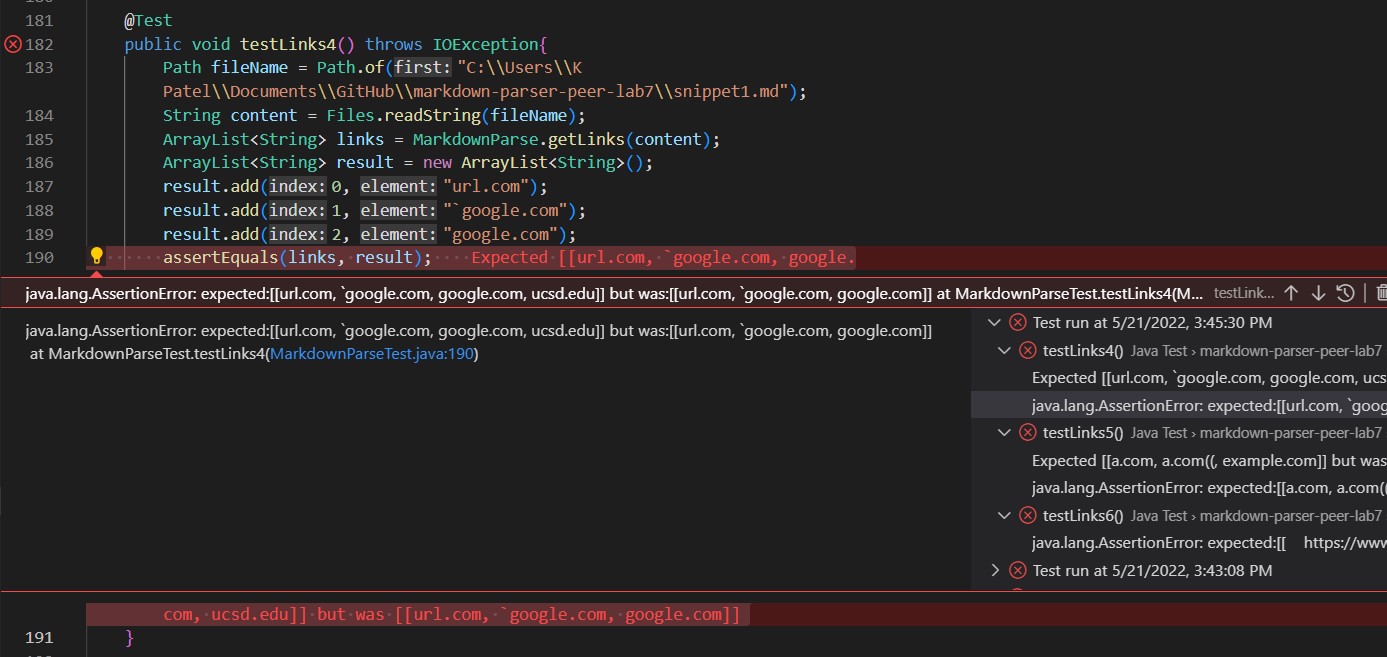 181 @Test
182 public void testLinks4() throws IOException{
183 Path fileName = Path.of(first: "C:\\Users\\K
Patel\\Documents\\GitHub\\markdown-parser-peer-lab7\\snippet1.md");
184 String content = Files.readString(fileName);
185 ArrayList<String> links = MarkdownParse.getLinks(content);
186 ArrayList<String> result = new ArrayList<String>();
187 result.add(index: 0, element: "url.com");
188 result.add(index: 1, element: "`google.com");
189 result.add(index: 2, element: "google.com");
190 assertEquals(links, result); Expected [[url.com, `google.com, google.
java.lang.AssertionError: expected:[[url.com, `google.com, google.com, ucsd.edu]] but was:[[url.com, `google.com, google.com]] at MarkdownParseTest.testLinks4(M... testLink...
java.lang.AssertionError: expected:[[url.com, `google.com, google.com, ucsd.edu]] but was:[[url.com, `google.com, google.com]]
at MarkdownParseTest.testLinks4(MarkdownParseTest.java:190)
Test run at 5/21/2022, 3:45:30 PM
testLinks4() Java Test › markdown-parser-peer-lab7
Expected [[url.com, `google.com, google.com, ucs
java.lang.AssertionError: expected:[[url.com, `goog
testLinks5() Java Test › markdown-parser-peer-lab7
Expected [[a.com, a.com((, example.com]] but was
java.lang.AssertionError: expected:[[a.com, a.com((
testLinks6() Java Test › markdown-parser-peer-lab7
java.lang.AssertionError: expected:[[ https://www
Test run at 5/21/2022, 3:43:08 PM
com, ucsd.edu]] but was [[url.com, `google.com, google.com]]
191 }